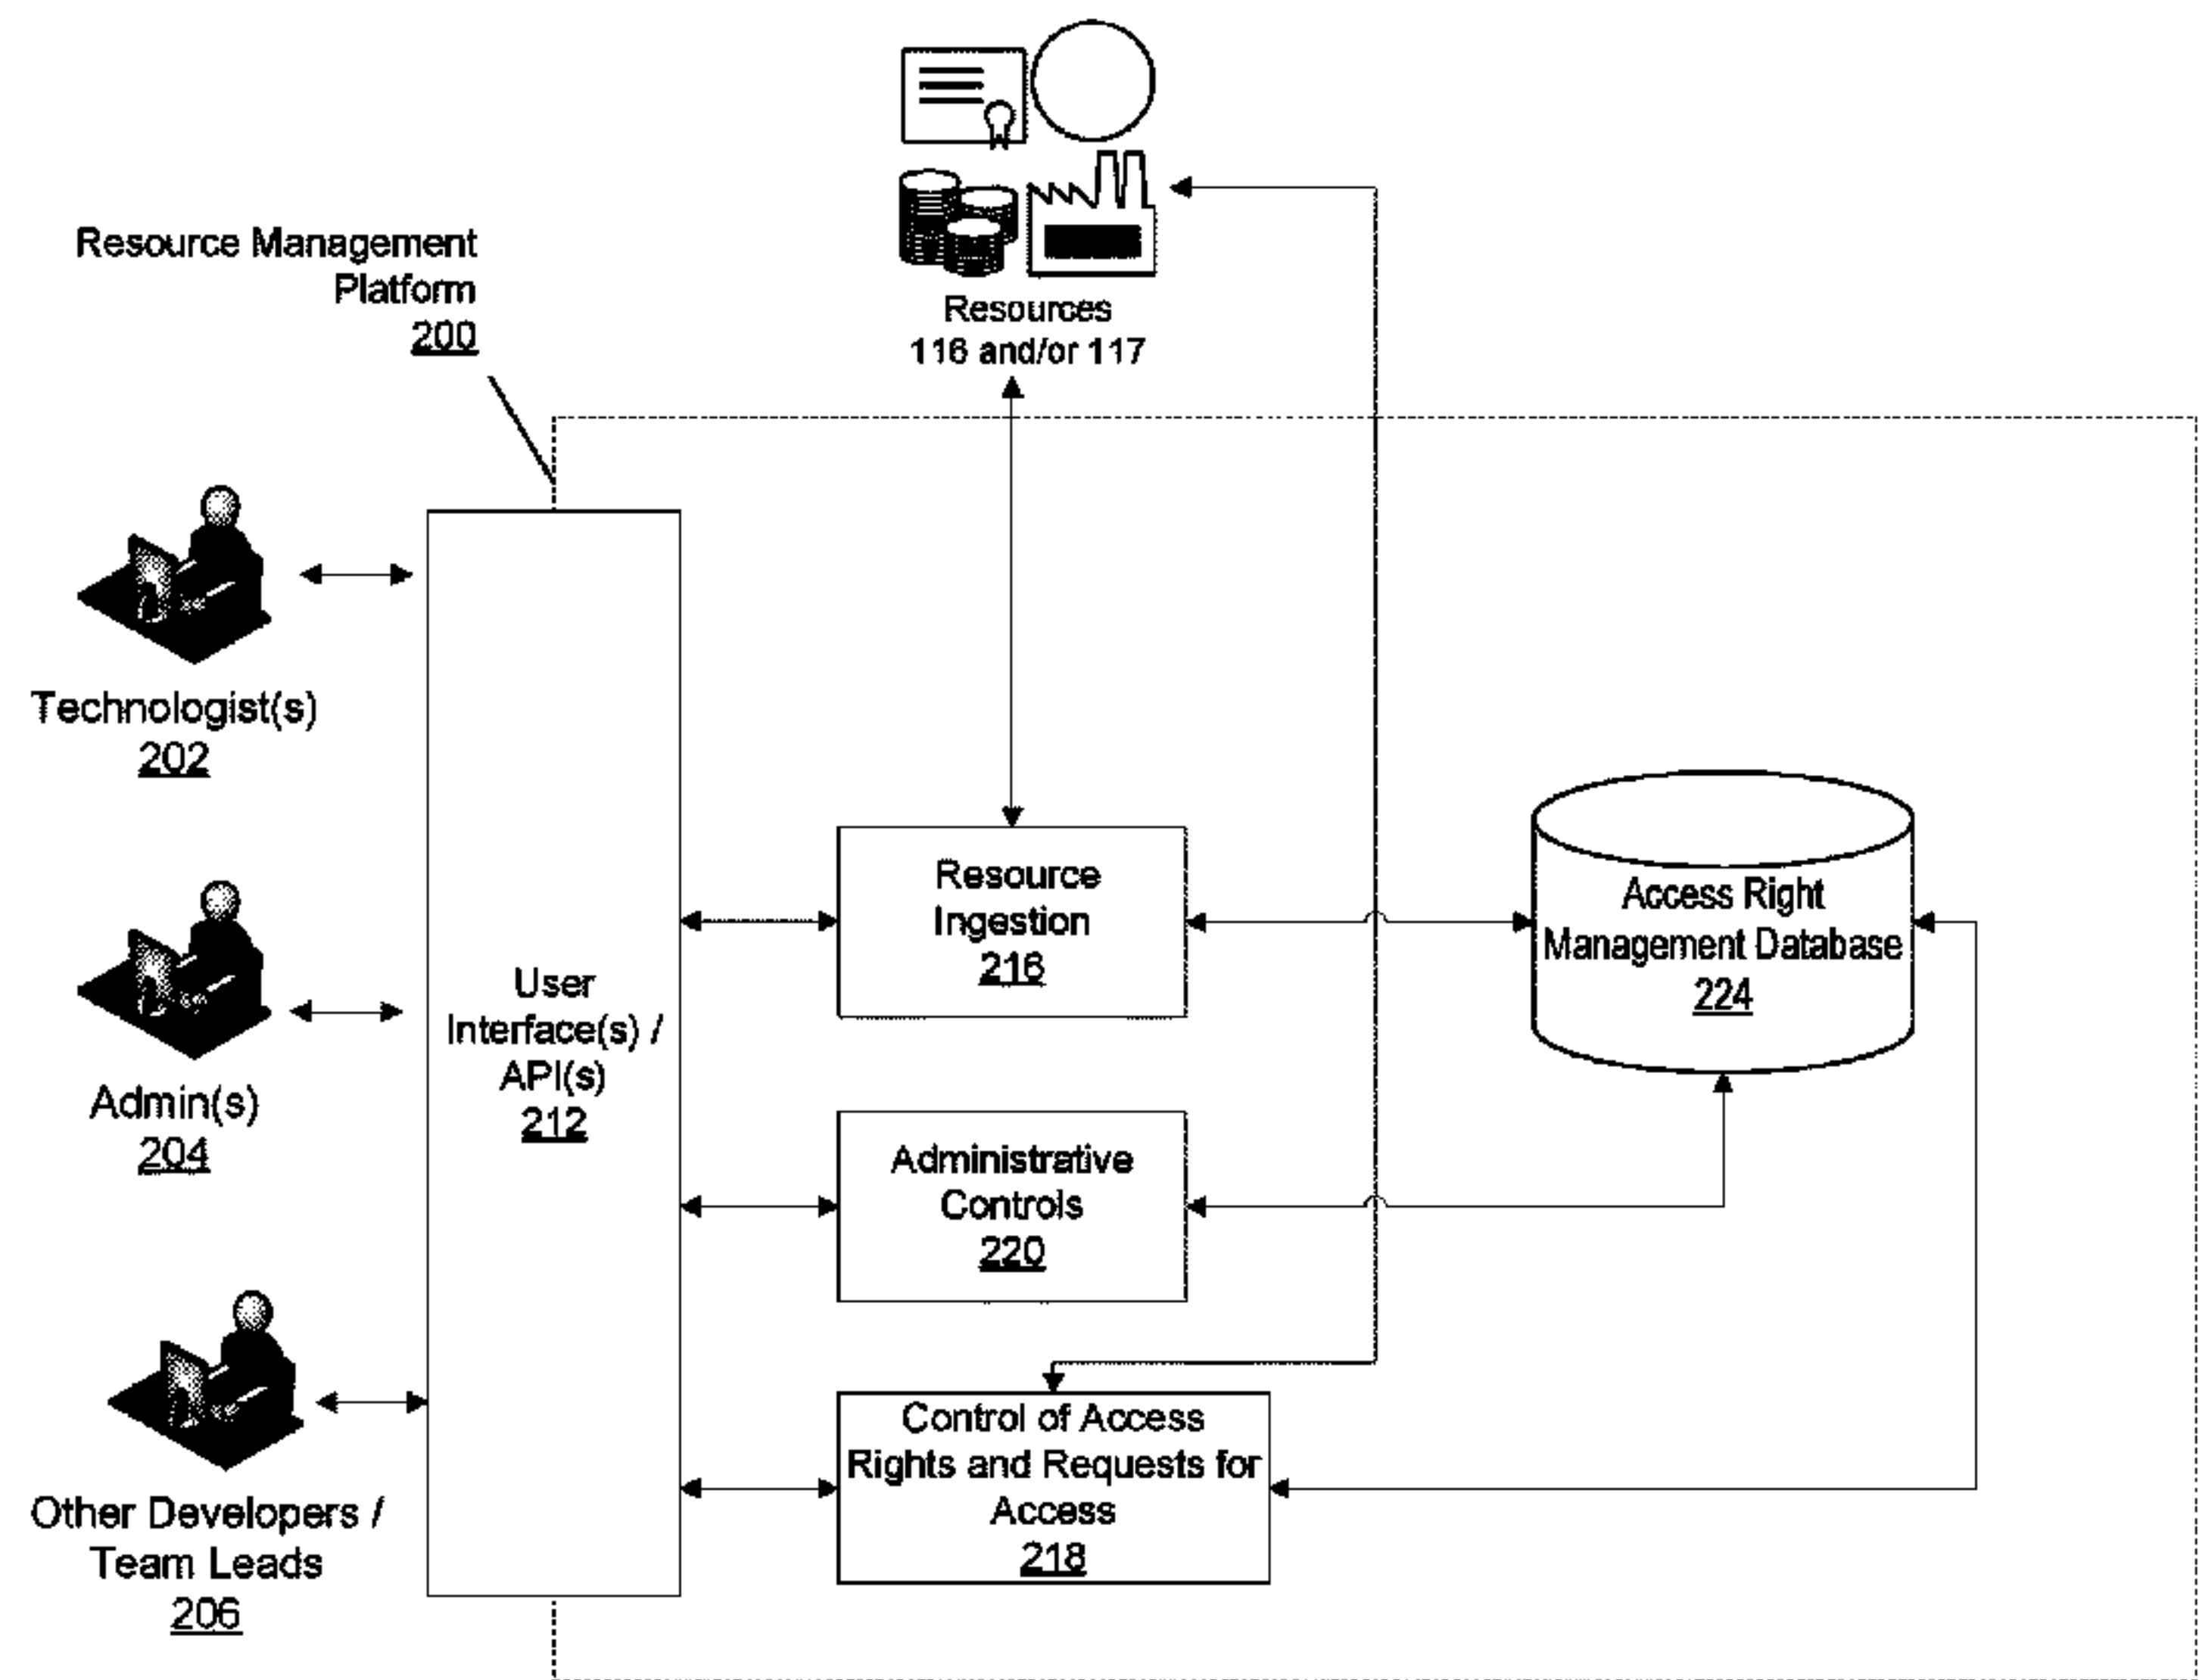 Resource Management
Platform
200
Resources
116 and/or 117
Technologist(s)
202
Admin(s)
204
Other Developers /
Team Leads
206
User
Interface(s) /
API(s)
212
Resource
Ingestion
216
Administrative
Controls
220
Control of Access
Rights and Requests for
Access
218
Access Right
Management Database
224